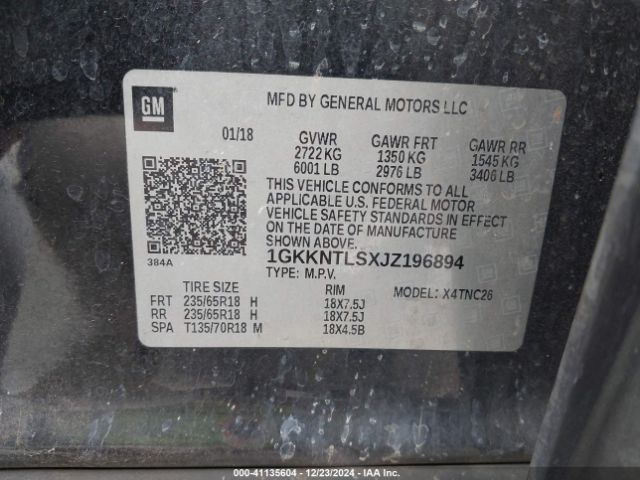 GM
MFD BY GENERAL MOTORS LLC
01/18 GVWR GAWR FRT GAWR RR
2722 KG 1350 KG 1545 KG
6001 LB 2976 LB 3406 LB
THIS VEHICLE CONFORMS TO ALL
APPLICABLE U.S. FEDERAL MOTOR
VEHICLE SAFETY STANDARDS IN EFFECT
ON THE DATE OF MANUFACTURE
SHOWN ABOVE.
384A
1GKKNTLSXJZ196894
TYPE: M.P.V. MODEL: X4TNC26
TIRE SIZE RIM
FRT 235/65R18 H 18X7.5J
RR 235/65R18 H 18X7.5J
SPA T135/70R18 M 18X4.5B
000-41135604 - 12/23/2024 - IAA Inc.